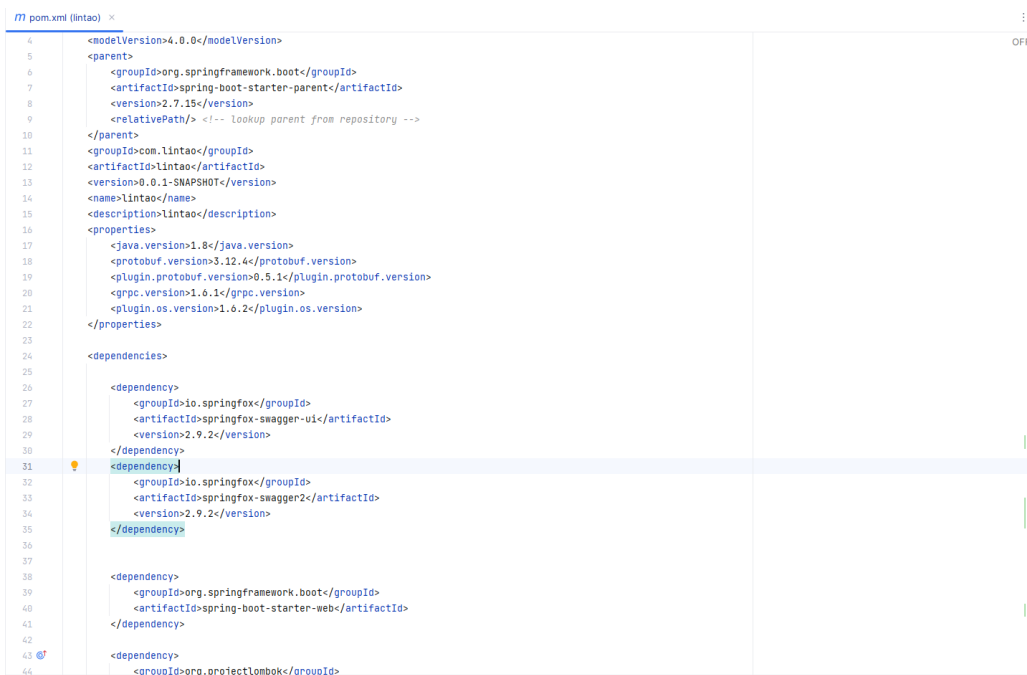 m pom.xml (lintao) ×
OFF
4 <modelVersion>4.0.0</modelVersion>
5 <parent>
6 <groupId>org.springframework.boot</groupId>
7 <artifactId>spring-boot-starter-parent</artifactId>
8 <version>2.7.15</version>
9 <relativePath/> <!-- lookup parent from repository -->
10 </parent>
11 <groupId>com.lintao</groupId>
12 <artifactId>lintao</artifactId>
13 <version>0.0.1-SNAPSHOT</version>
14 <name>lintao</name>
15 <description>lintao</description>
16 <properties>
17 <java.version>1.8</java.version>
18 <protobuf.version>3.12.4</protobuf.version>
19 <plugin.protobuf.version>0.5.1</plugin.protobuf.version>
20 <grpc.version>1.6.1</grpc.version>
21 <plugin.os.version>1.6.2</plugin.os.version>
22 </properties>
23
24 <dependencies>
25
26 <dependency>
27 <groupId>io.springfox</groupId>
28 <artifactId>springfox-swagger-ui</artifactId>
29 <version>2.9.2</version>
30 </dependency>
31 <dependency>
32 <groupId>io.springfox</groupId>
33 <artifactId>springfox-swagger2</artifactId>
34 <version>2.9.2</version>
35 </dependency>
36
37
38 <dependency>
39 <groupId>org.springframework.boot</groupId>
40 <artifactId>spring-boot-starter-web</artifactId>
41 </dependency>
42
43 <dependency>
44 <groupId>org.projectlombok</groupId>